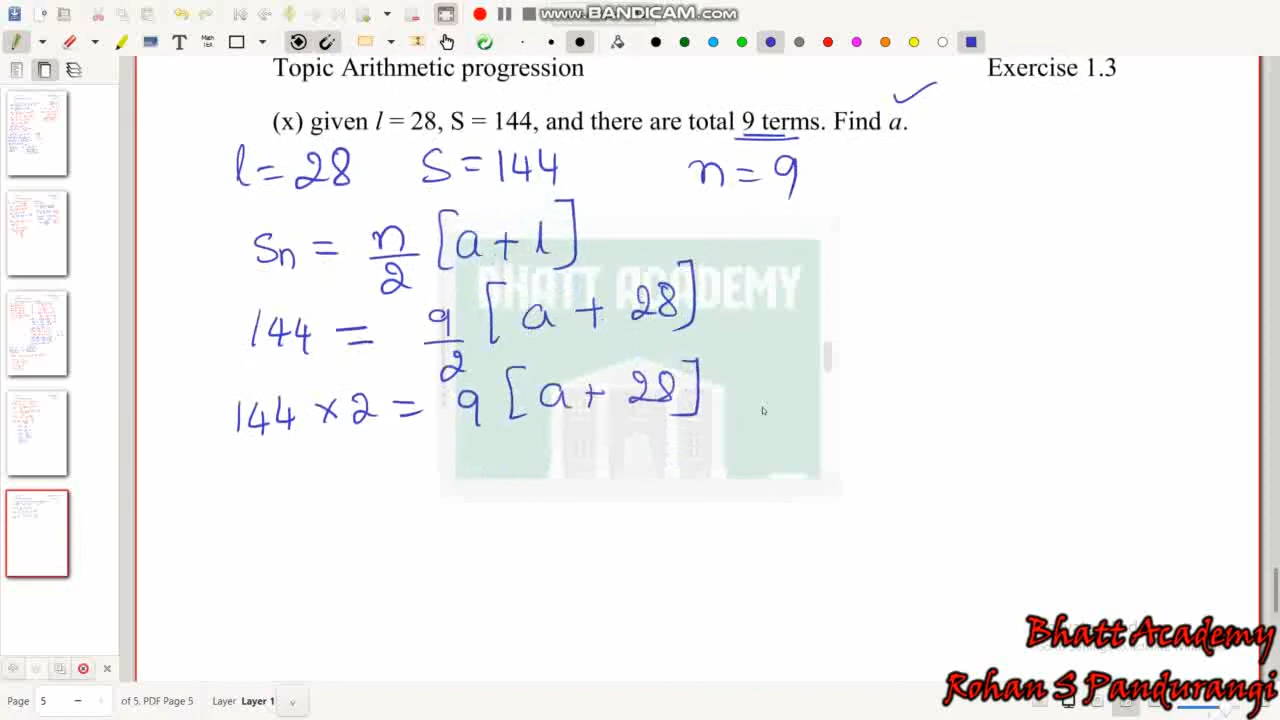 www.BANDICAM.com
Topic Arithmetic progression Exercise 1.3
(x) given l = 28, S = 144, and there are total 9 terms. Find a.
l = 28 S = 144 n = 9
Sn = n/2 [a + l]
144 = 9/2 [a + 28]
144 × 2 = 9 [a + 28]
BHATT ACADEMY
Bhatt Academy
Rohan S Pandurangi
Page 5 of 5. PDF Page 5 Layer Layer 1